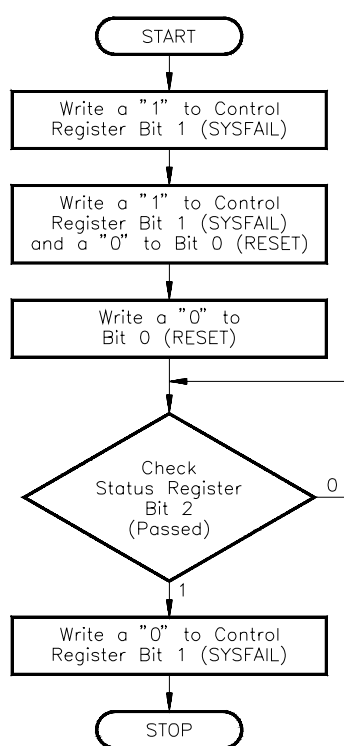 START
Write a "1" to Control
Register Bit 1 (SYSFAIL)
Write a "1" to Control
Register Bit 1 (SYSFAIL)
and a "0" to Bit 0 (RESET)
Write a "0" to
Bit 0 (RESET)
Check
Status Register
Bit 2
(Passed)
0
1
Write a "0" to Control
Register Bit 1 (SYSFAIL)
STOP